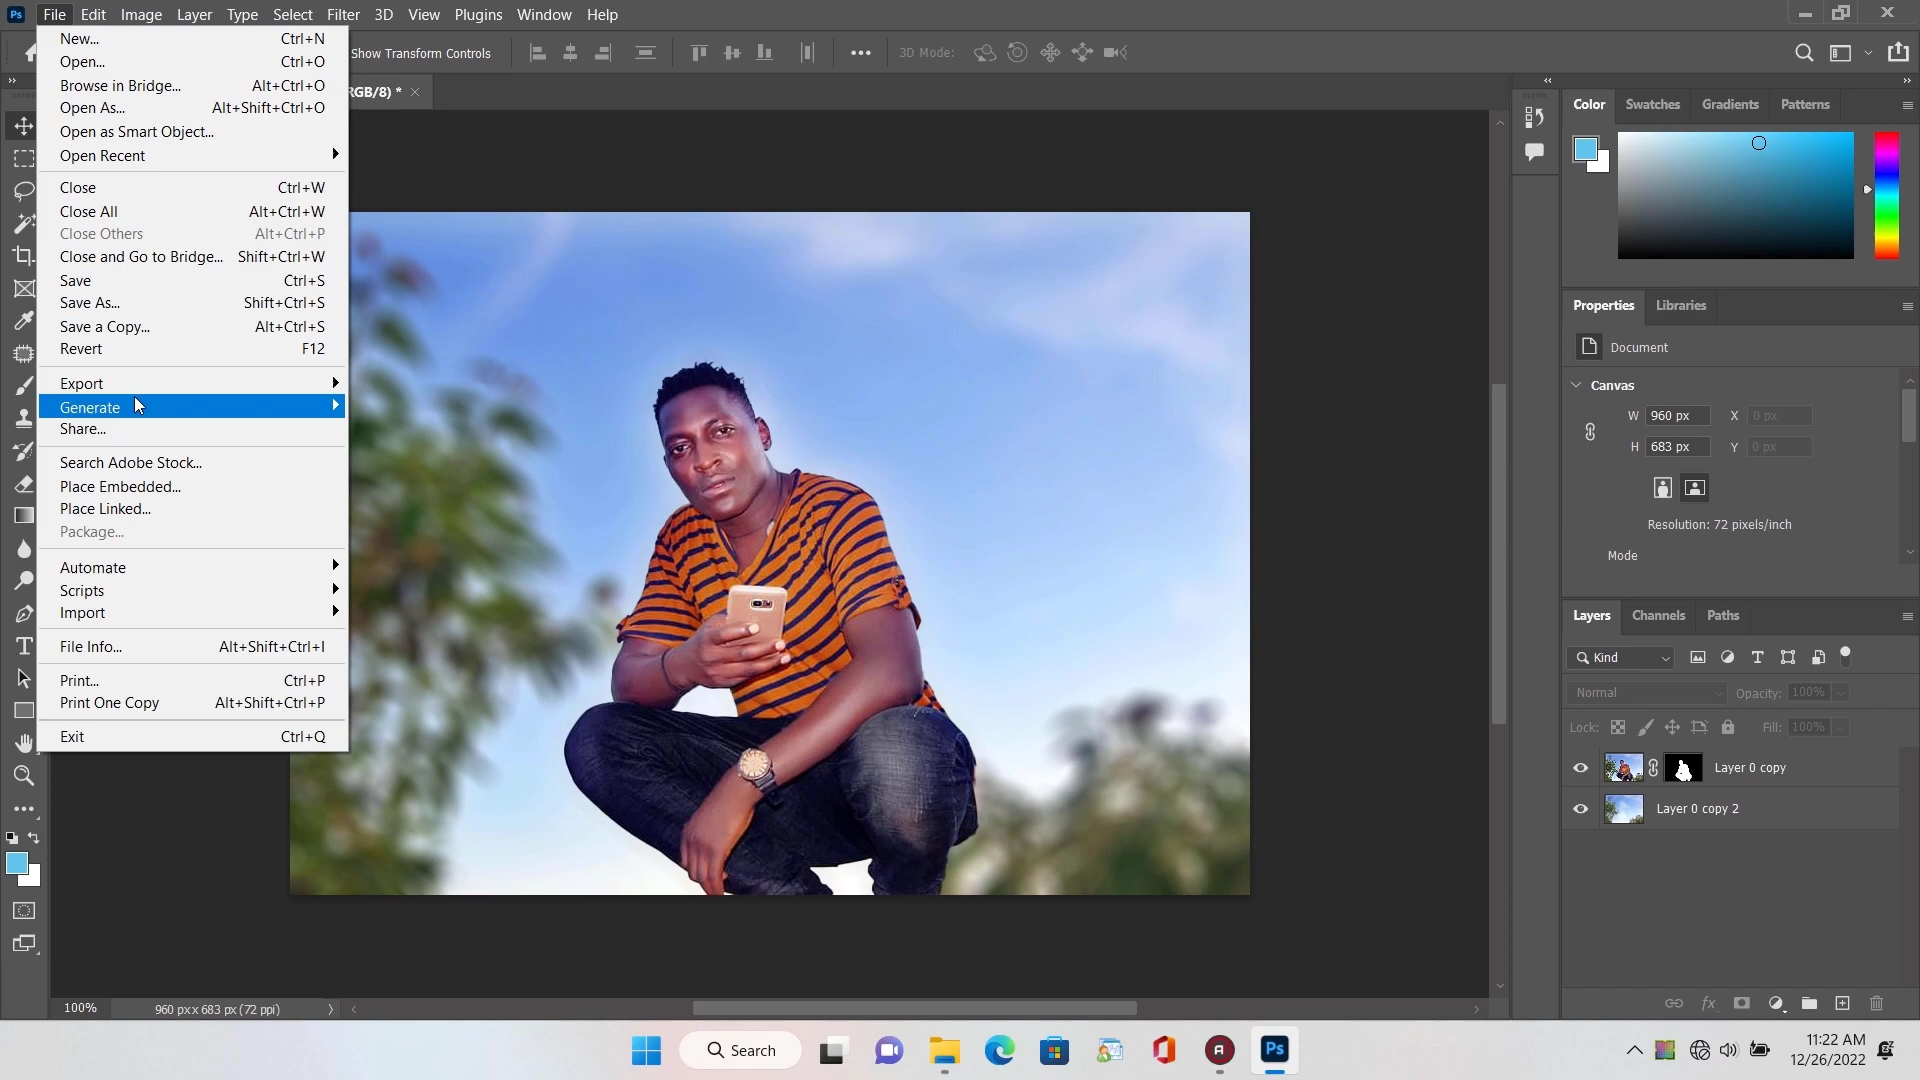 Ps File Edit Image Layer Type Select Filter 3D View Plugins Window Help
Show Transform Controls
3D Mode:
RGB/8) *
New... Ctrl+N
Open... Ctrl+O
Browse in Bridge... Alt+Ctrl+O
Open As... Alt+Shift+Ctrl+O
Open as Smart Object...
Open Recent
Close Ctrl+W
Close All Alt+Ctrl+W
Close Others Alt+Ctrl+P
Close and Go to Bridge... Shift+Ctrl+W
Save Ctrl+S
Save As... Shift+Ctrl+S
Save a Copy... Alt+Ctrl+S
Revert F12
Export
Generate
Share...
Search Adobe Stock...
Place Embedded...
Place Linked...
Package...
Automate
Scripts
Import
File Info... Alt+Shift+Ctrl+I
Print... Ctrl+P
Print One Copy Alt+Shift+Ctrl+P
Exit Ctrl+Q
Color Swatches Gradients Patterns
Properties Libraries
Document
Canvas
W 960 px X 0 px
H 683 px Y 0 px
Resolution: 72 pixels/inch
Mode
Layers Channels Paths
Kind
Normal Opacity: 100%
Lock: Fill: 100%
Layer 0 copy
Layer 0 copy 2
fx
100% 960 px x 683 px (72 ppi)
Search
Ps
11:22 AM
12/26/2022